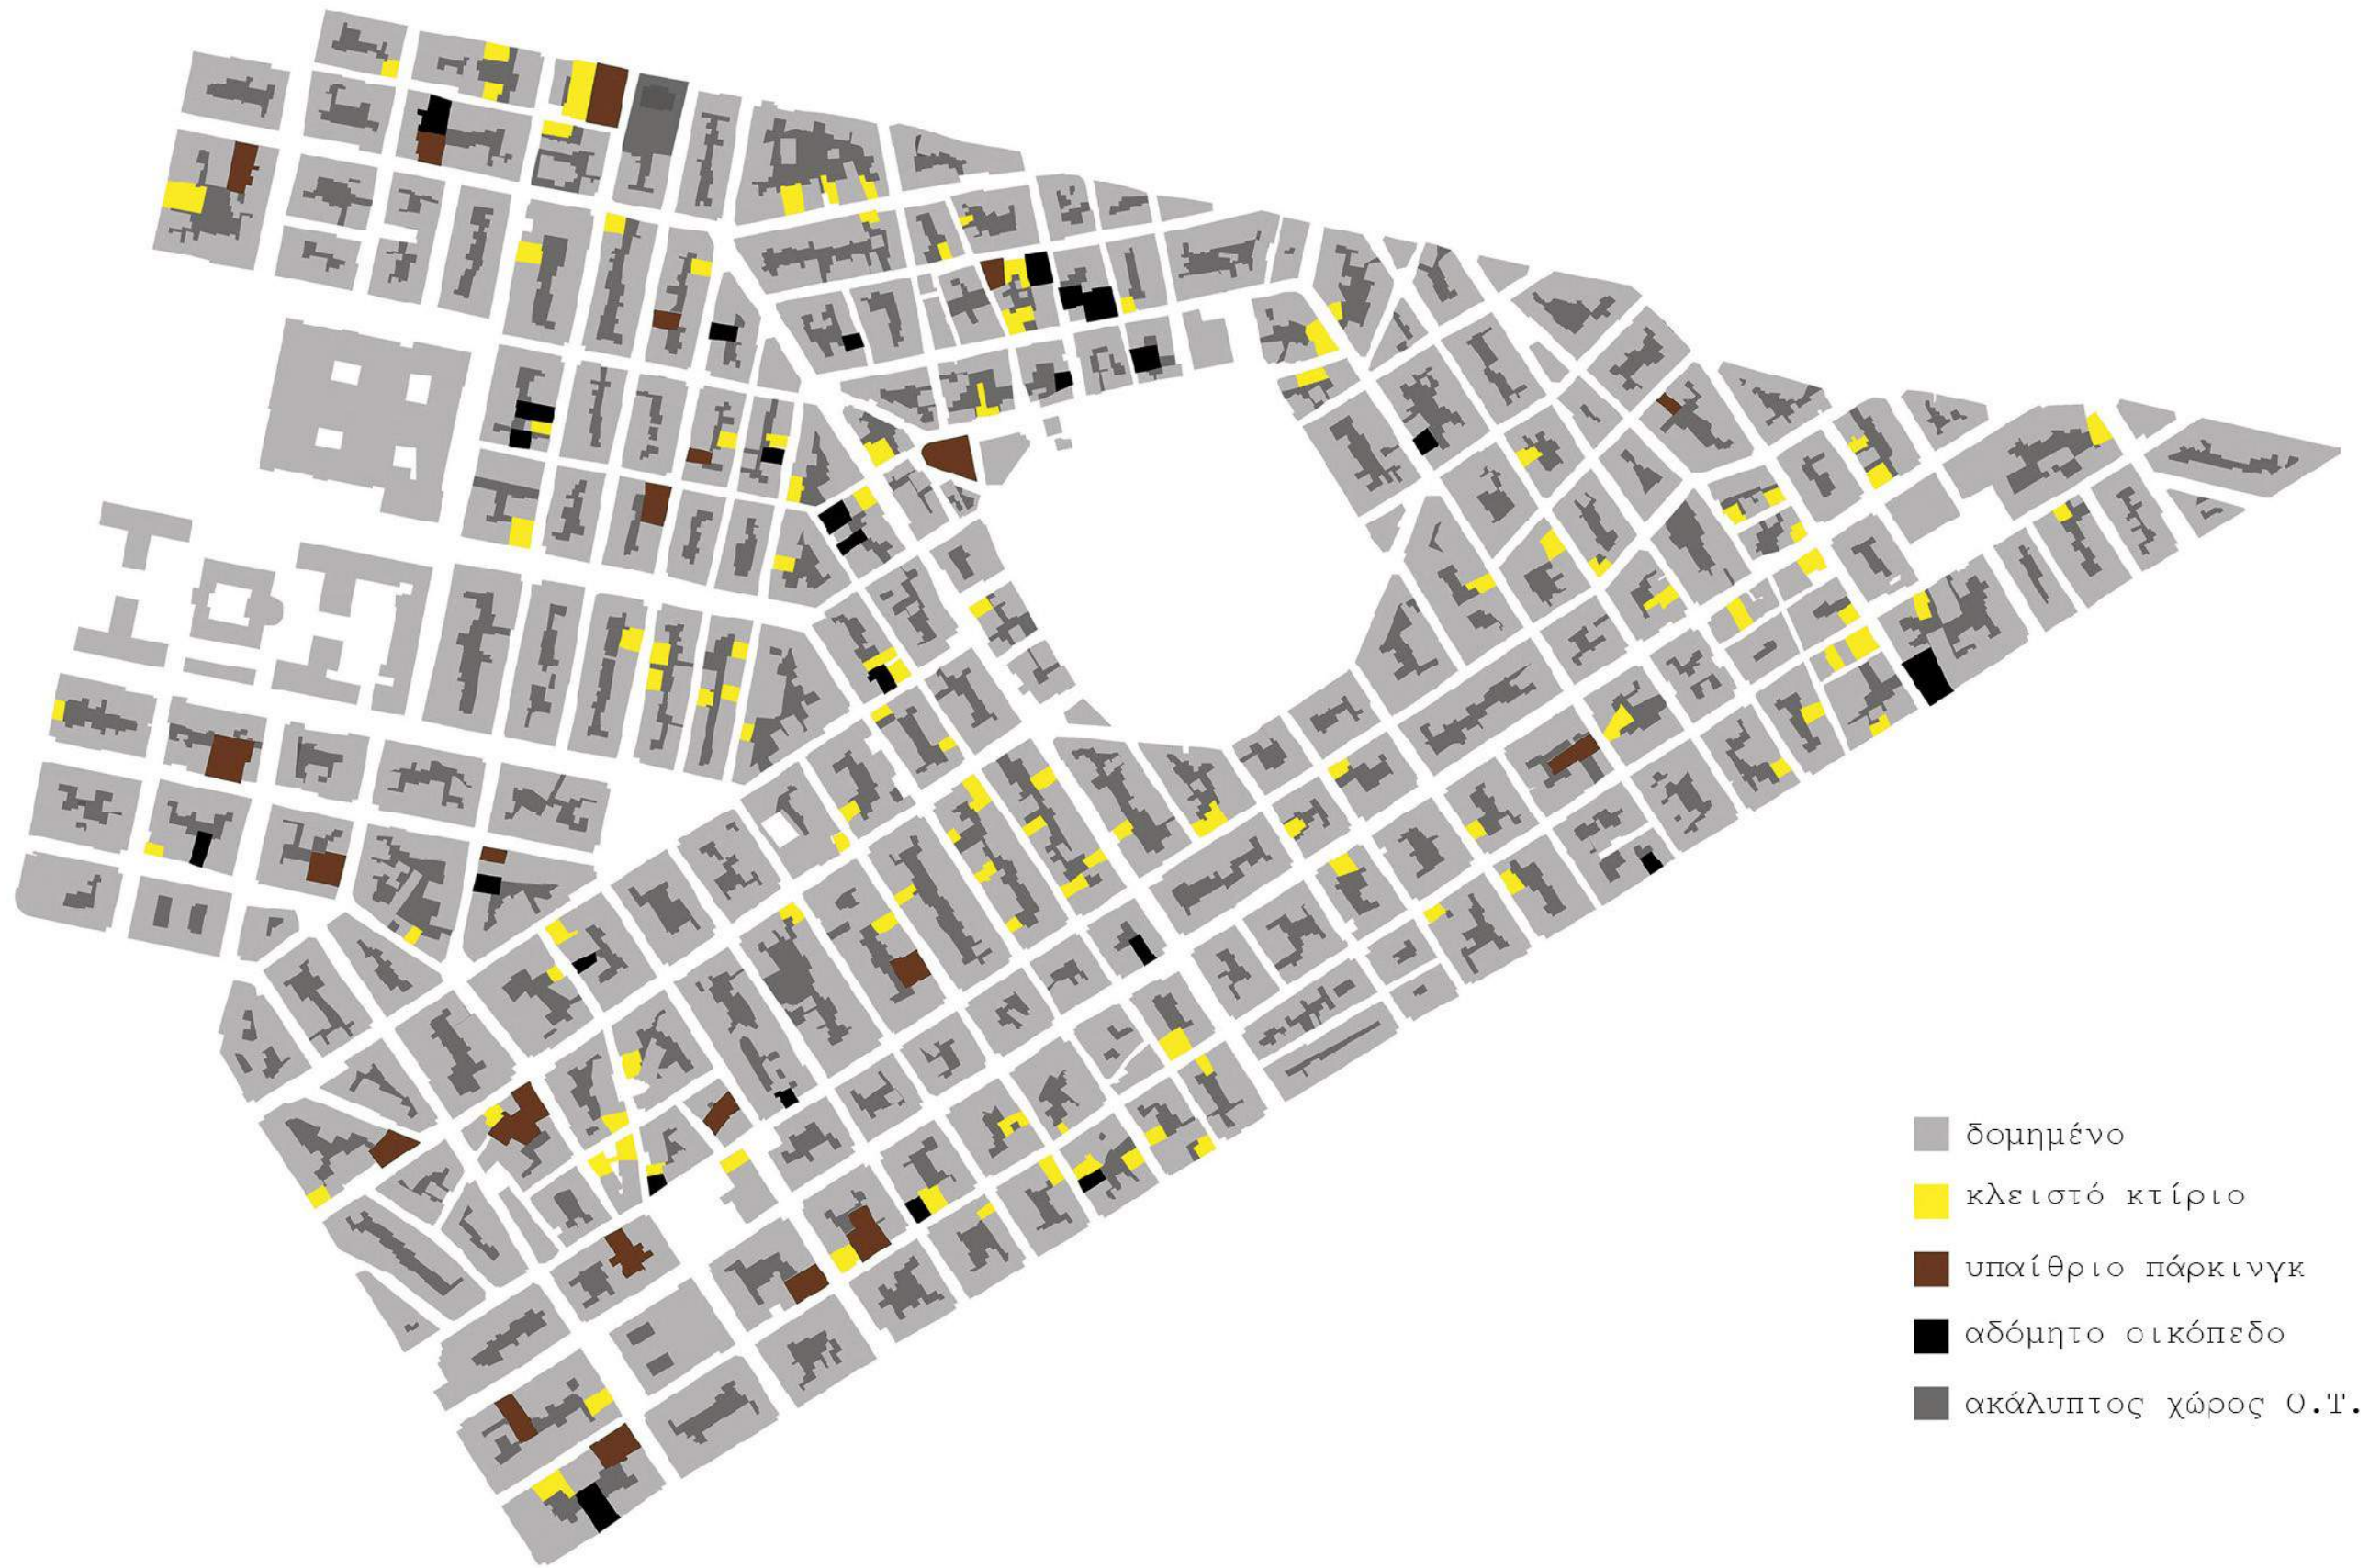 δομημένο
κλειστό κτίριο
υπαίθριο πάρκινγκ
αδόμητο οικόπεδο
ακάλυπτος χώρος Ο.Τ.